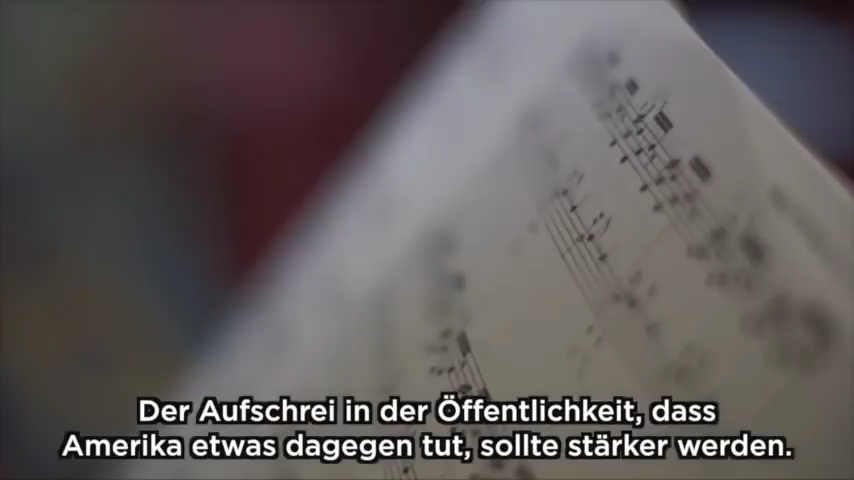 Der Aufschrei in der Öffentlichkeit, dass
Amerika etwas dagegen tut, sollte stärker werden.